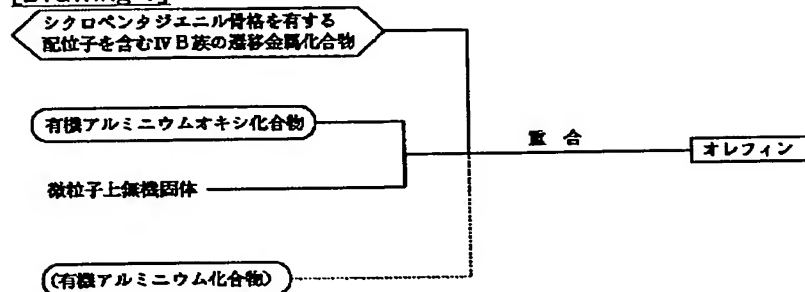 シクロペンタジエニル骨格を有する
配位子を含むⅣB族の遷移金属化合物
有機アルミニウムオキシ化合物
重 合
オレフィン
微粒子上無機固体
(有機アルミニウム化合物)